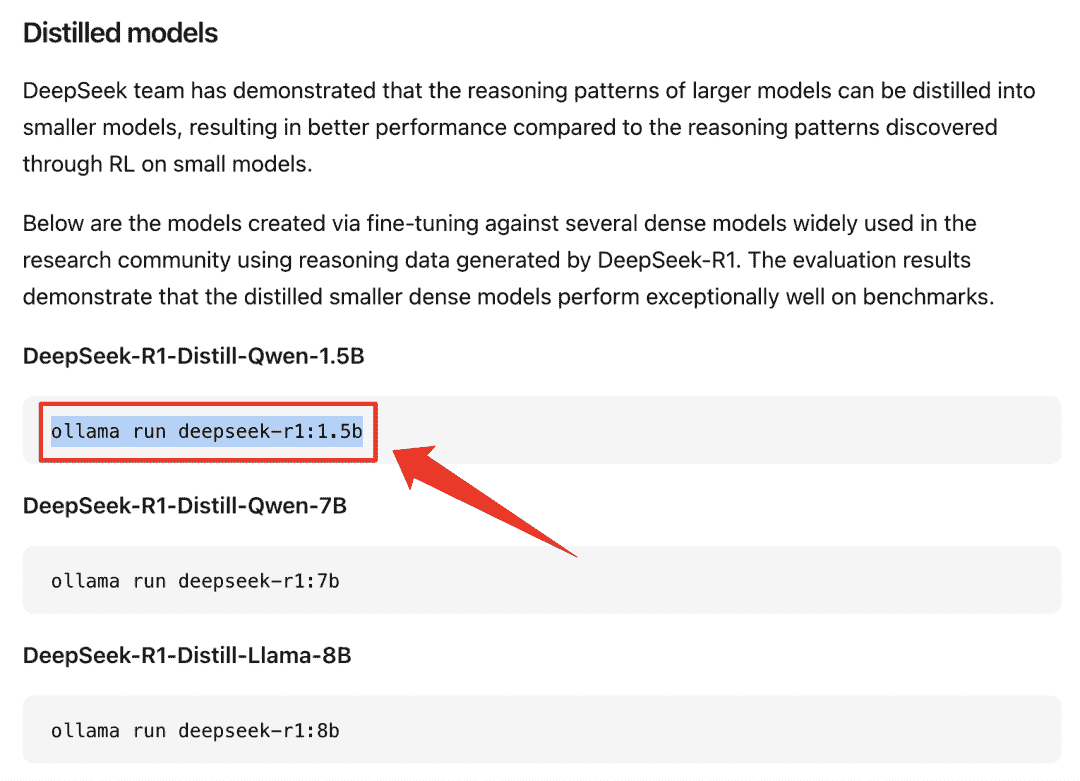 Distilled models
DeepSeek team has demonstrated that the reasoning patterns of larger models can be distilled into
smaller models, resulting in better performance compared to the reasoning patterns discovered
through RL on small models.
Below are the models created via fine-tuning against several dense models widely used in the
research community using reasoning data generated by DeepSeek-R1. The evaluation results
demonstrate that the distilled smaller dense models perform exceptionally well on benchmarks.
DeepSeek-R1-Distill-Qwen-1.5B
ollama run deepseek-r1:1.5b
DeepSeek-R1-Distill-Qwen-7B
ollama run deepseek-r1:7b
DeepSeek-R1-Distill-Llama-8B
ollama run deepseek-r1:8b